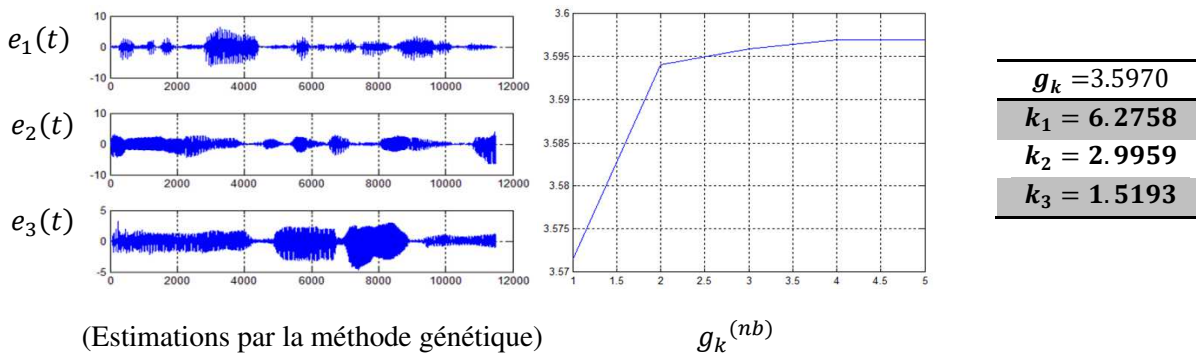 e₁(t)
10
0
-10
0 2000 4000 6000 8000 10000 12000
e₂(t)
10
0
-10
0 2000 4000 6000 8000 10000 12000
e₃(t)
5
0
-5
0 2000 4000 6000 8000 10000 12000
(Estimations par la méthode génétique)
3.6
3.595
3.59
3.585
3.58
3.575
3.57
1 1.5 2 2.5 3 3.5 4 4.5 5
gₖ⁽ⁿᵇ⁾
gₖ =3.5970
k₁ = 6.2758
k₂ = 2.9959
k₃ = 1.5193